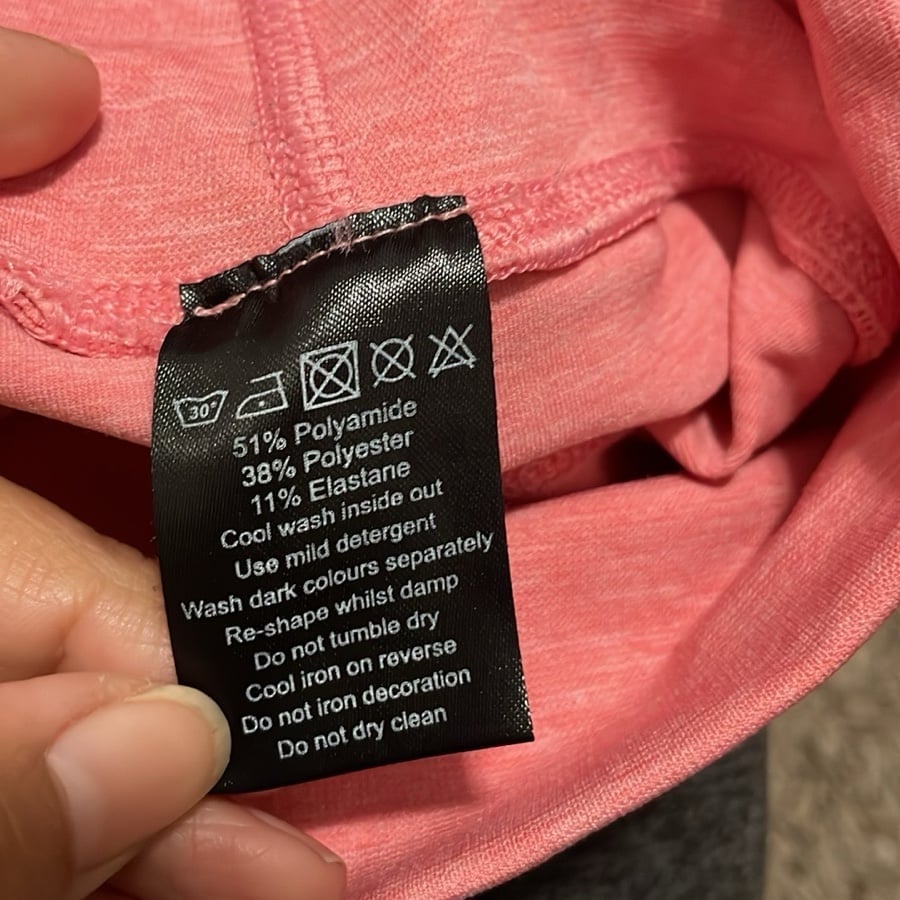 30°
51% Polyamide
38% Polyester
11% Elastane
Cool wash inside out
Use mild detergent
Wash dark colours separately
Re-shape whilst damp
Do not tumble dry
Cool iron on reverse
Do not iron decoration
Do not dry clean